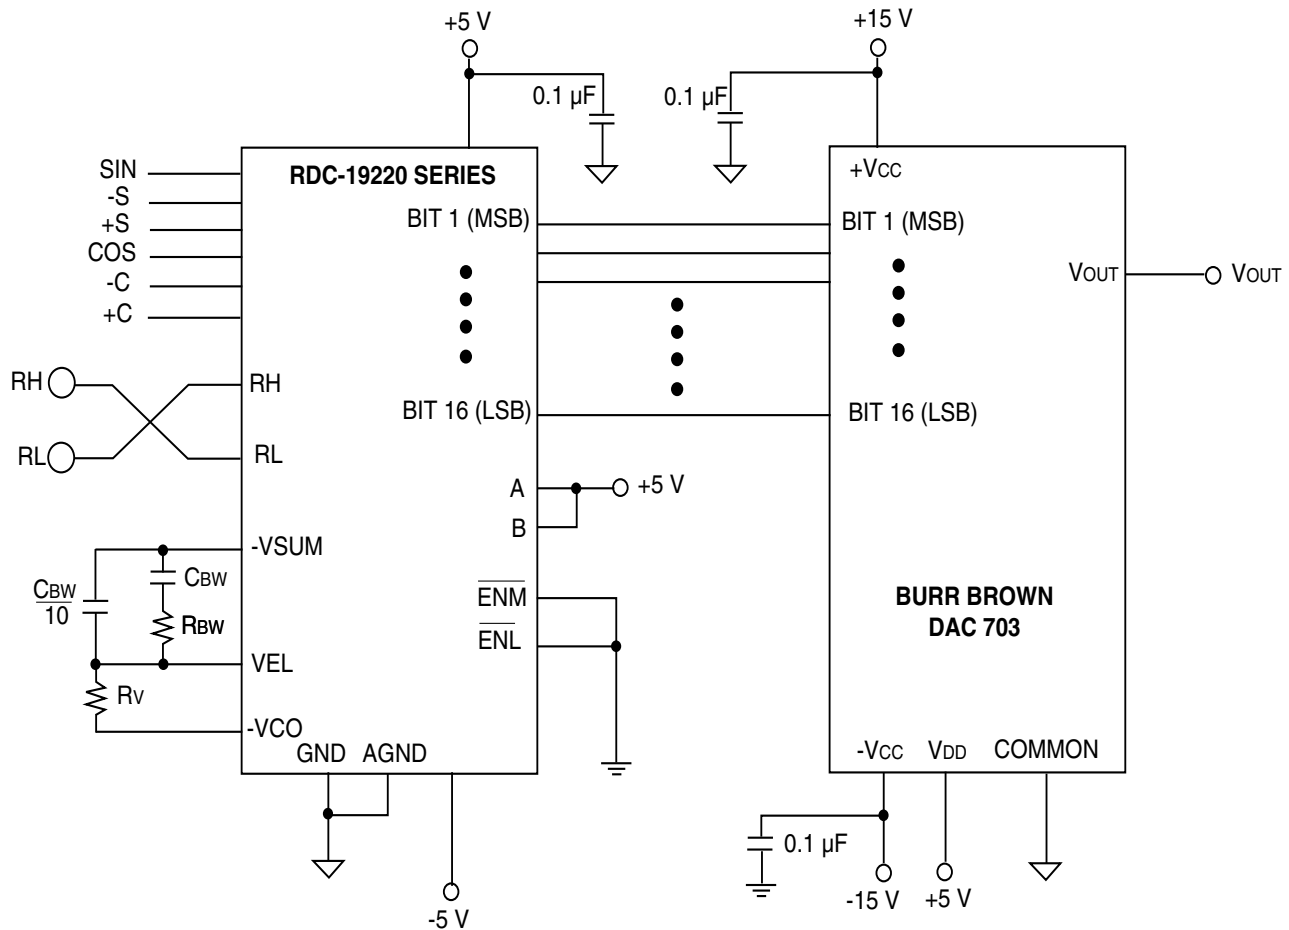 +5 V
+15 V
0.1 µF
0.1 µF
RDC-19220 SERIES
+VCC
SIN
-S
+S
COS
-C
+C
BIT 1 (MSB)
BIT 1 (MSB)
VOUT
VOUT
RH
RH
RL
RL
BIT 16 (LSB)
BIT 16 (LSB)
A
+5 V
B
-VSUM
CBW
CBW
10
RBW
ENM
ENL
BURR BROWN
DAC 703
VEL
RV
-VCO
GND
AGND
-VCC
VDD
COMMON
0.1 µF
-5 V
-15 V
+5 V